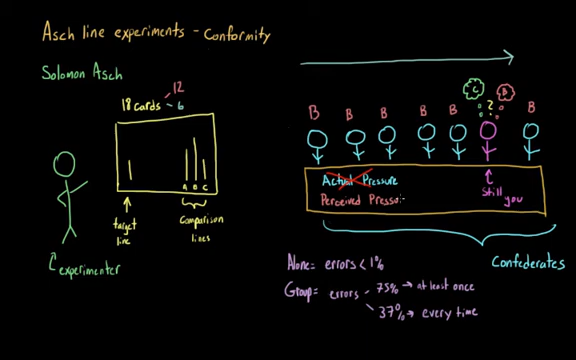 Asch line experiments - Conformity
Solomon Asch
18 cards
12
6
A B C
target line
comparison lines
experimenter
C
?
B
B B B B B B
Actual Pressure
Perceived Pressu
Still you
Confederates
Alone= errors < 1%
Group= errors
75% → at least once
37% → every time